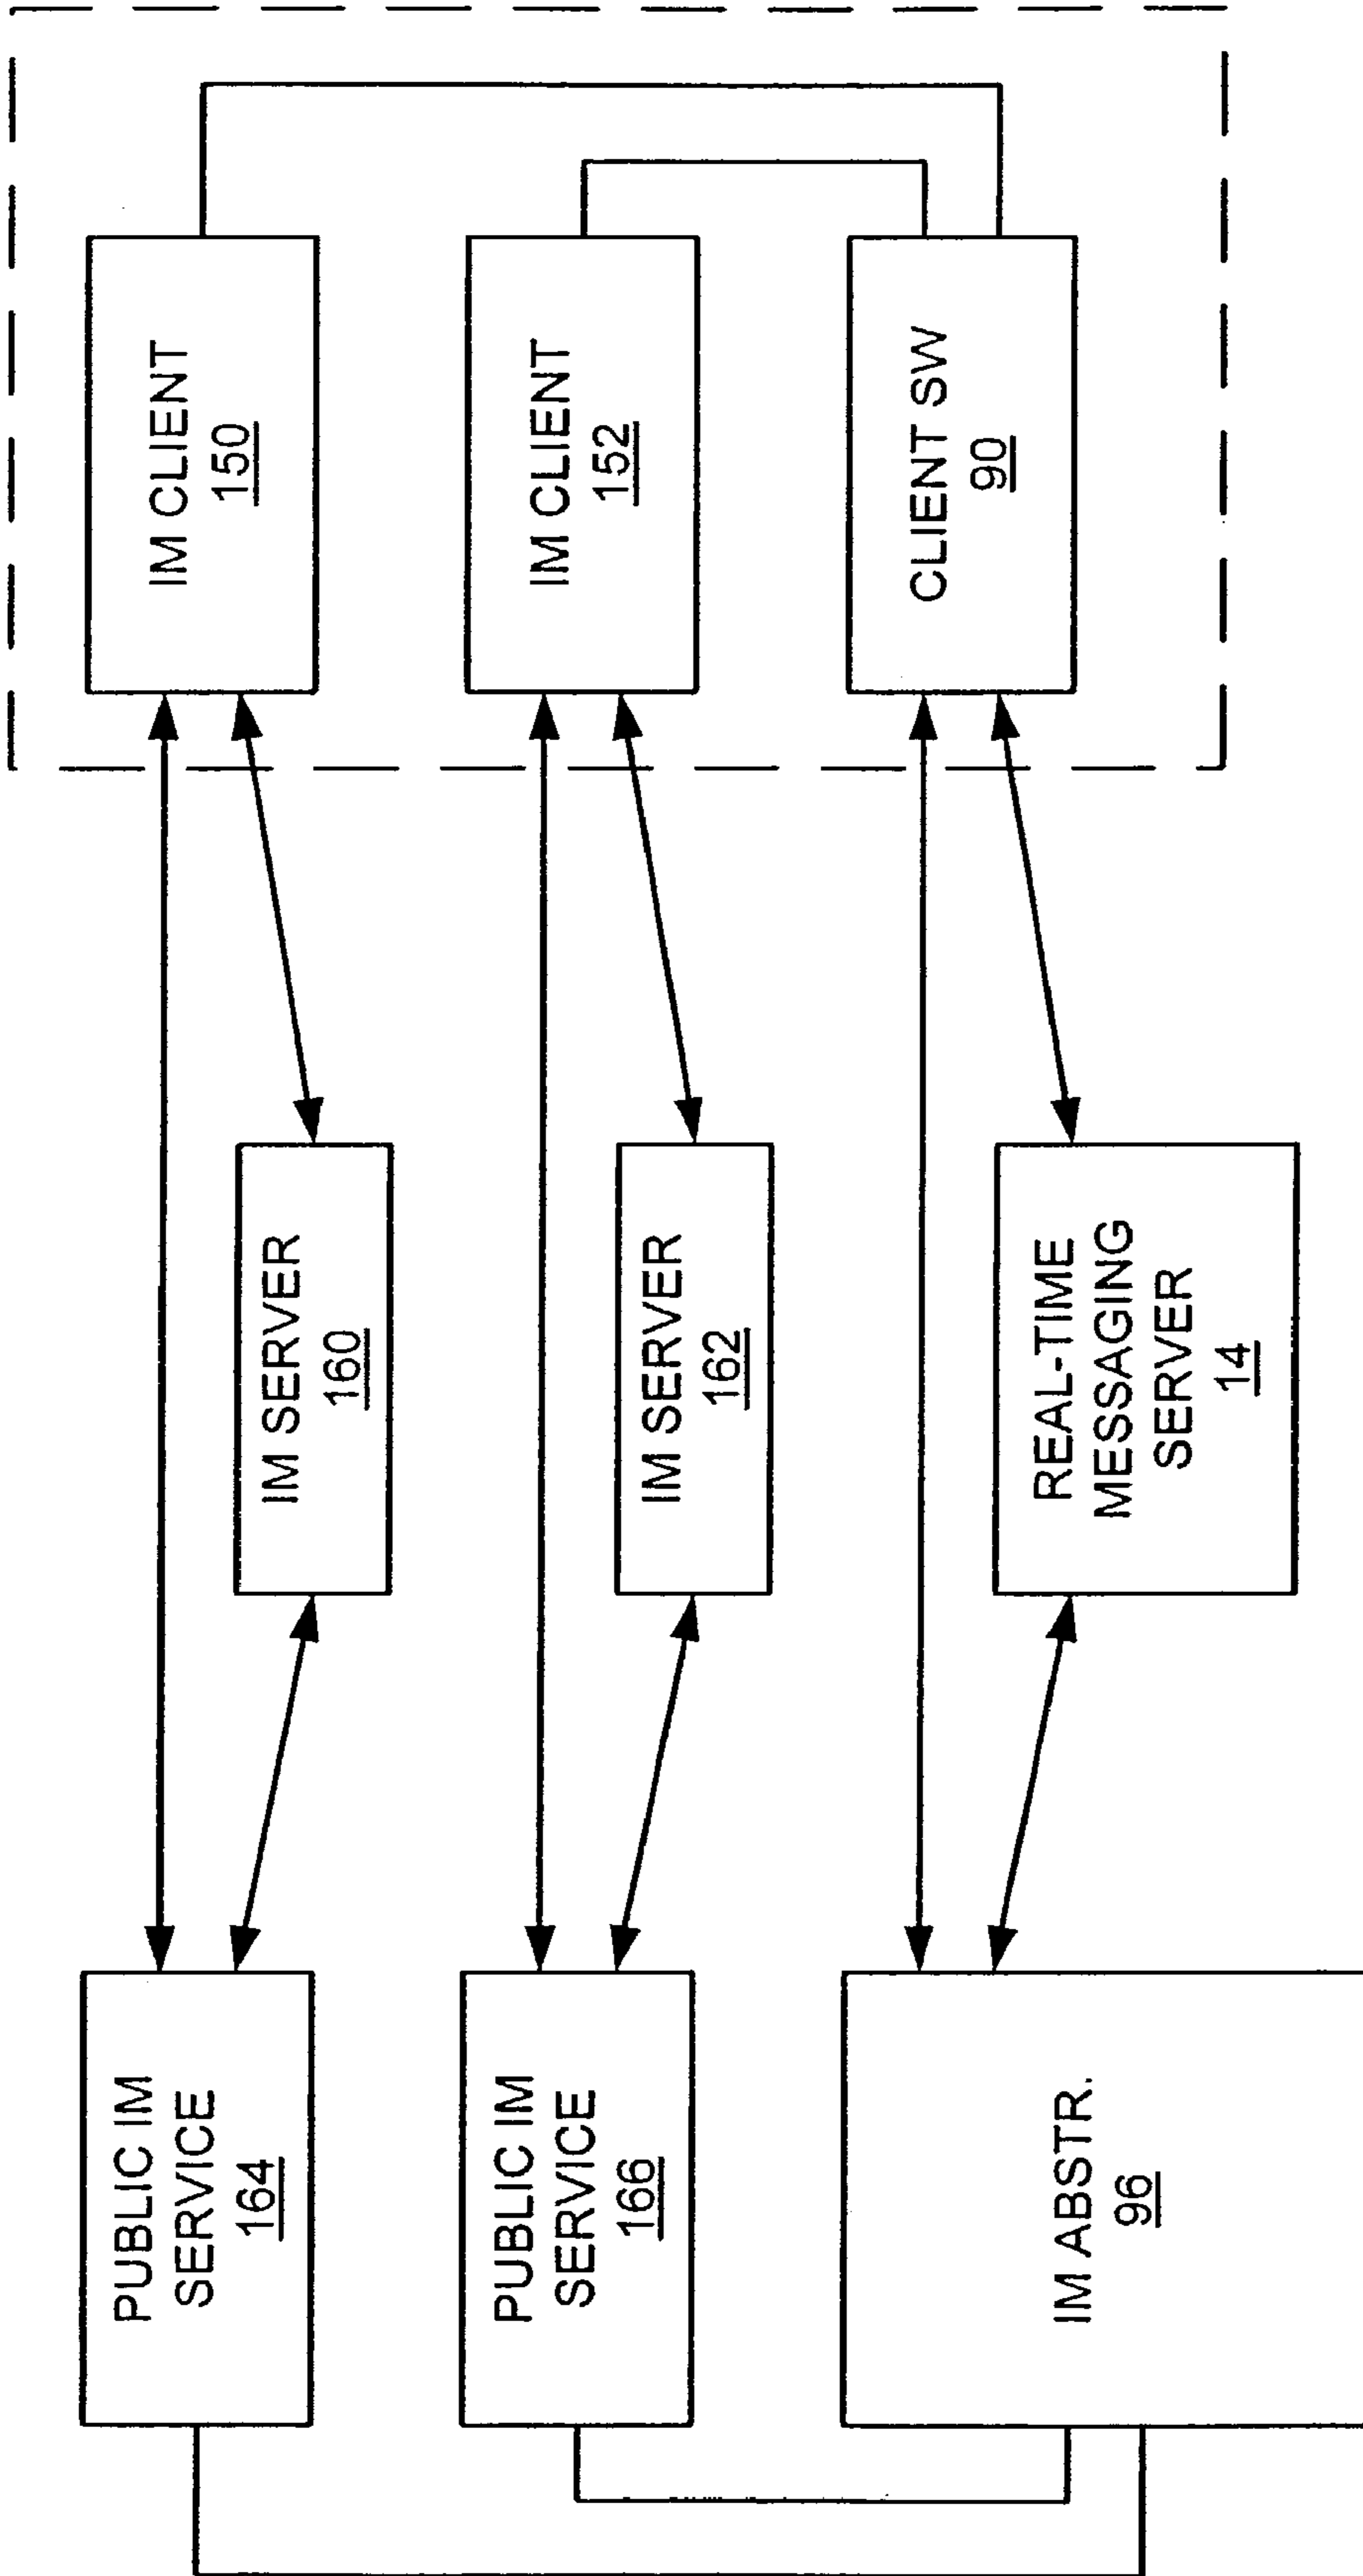 PUBLIC IM
SERVICE
164
IM SERVER
160
IM CLIENT
150
PUBLIC IM
SERVICE
166
IM SERVER
162
IM CLIENT
152
IM ABSTR.
96
REAL-TIME
MESSAGING
SERVER
14
CLIENT SW
90